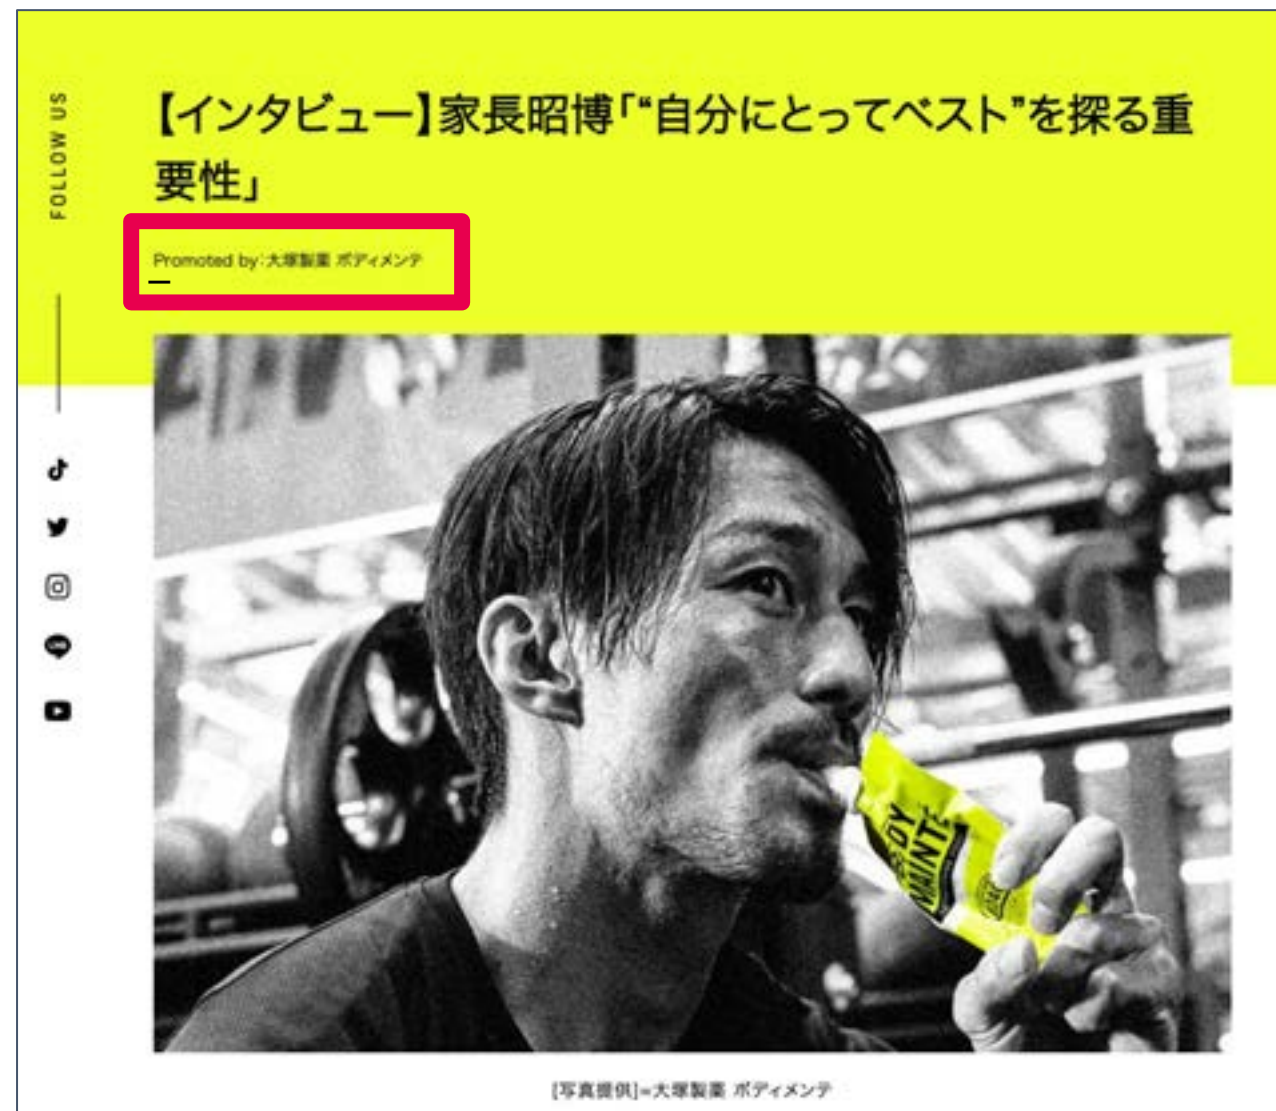 FOLLOW US
【インタビュー】家長昭博「“自分にとってベスト”を探る重
要性」
Promoted by:大塚製薬 ボディメンテ
BODY
MAINTÉ
[写真提供]=大塚製薬 ボディメンテ